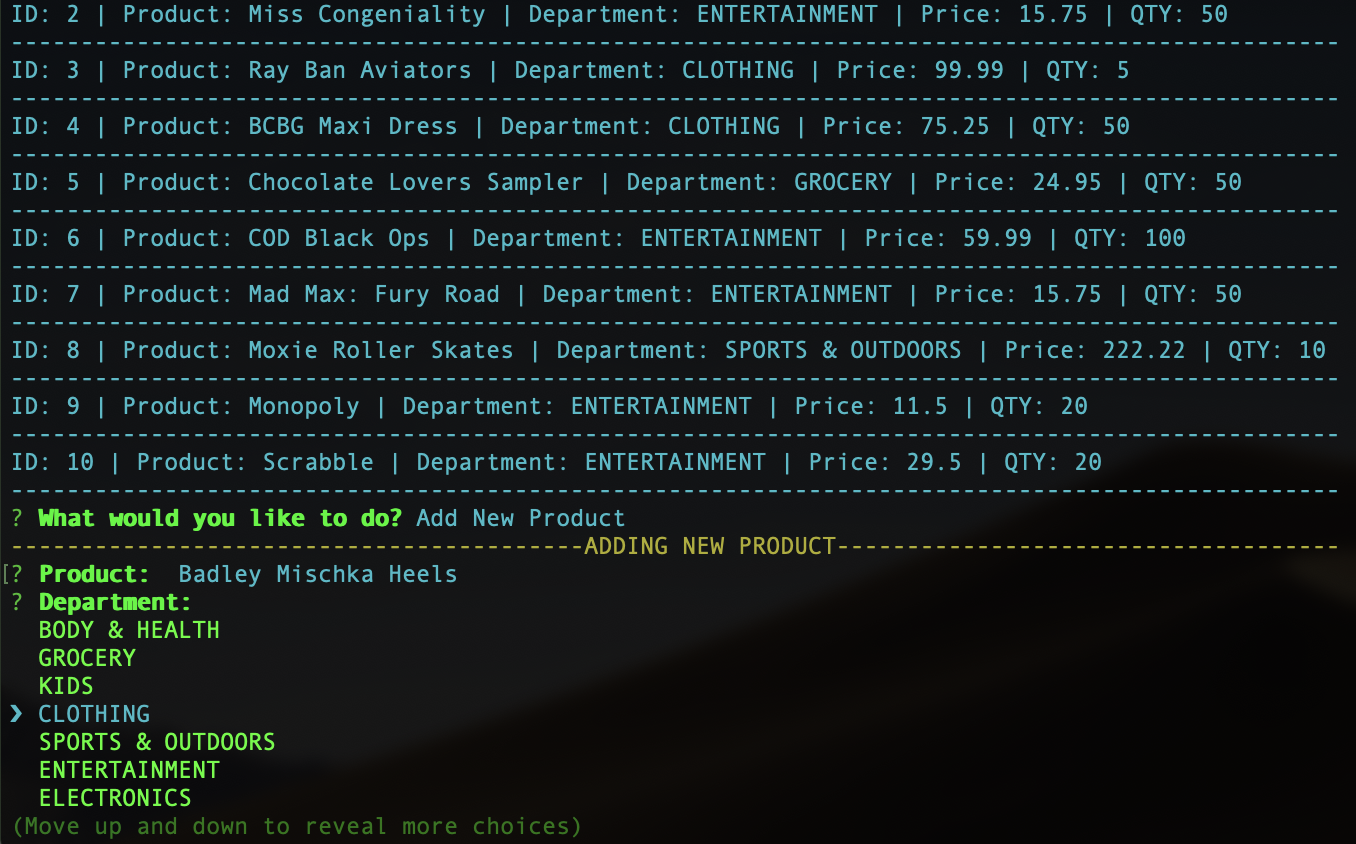 ID: 2 | Product: Miss Congeniality | Department: ENTERTAINMENT | Price: 15.75 | QTY: 50
-----------------------------------------------------------------------------------------------
ID: 3 | Product: Ray Ban Aviators | Department: CLOTHING | Price: 99.99 | QTY: 5
-----------------------------------------------------------------------------------------------
ID: 4 | Product: BCBG Maxi Dress | Department: CLOTHING | Price: 75.25 | QTY: 50
-----------------------------------------------------------------------------------------------
ID: 5 | Product: Chocolate Lovers Sampler | Department: GROCERY | Price: 24.95 | QTY: 50
-----------------------------------------------------------------------------------------------
ID: 6 | Product: COD Black Ops | Department: ENTERTAINMENT | Price: 59.99 | QTY: 100
-----------------------------------------------------------------------------------------------
ID: 7 | Product: Mad Max: Fury Road | Department: ENTERTAINMENT | Price: 15.75 | QTY: 50
-----------------------------------------------------------------------------------------------
ID: 8 | Product: Moxie Roller Skates | Department: SPORTS & OUTDOORS | Price: 222.22 | QTY: 10
-----------------------------------------------------------------------------------------------
ID: 9 | Product: Monopoly | Department: ENTERTAINMENT | Price: 11.5 | QTY: 20
-----------------------------------------------------------------------------------------------
ID: 10 | Product: Scrabble | Department: ENTERTAINMENT | Price: 29.5 | QTY: 20
-----------------------------------------------------------------------------------------------
? What would you like to do? Add New Product
-----------------------------------------ADDING NEW PRODUCT------------------------------------
[? Product:  Badley Mischka Heels
? Department:
  BODY & HEALTH
  GROCERY
  KIDS
❯ CLOTHING
  SPORTS & OUTDOORS
  ENTERTAINMENT
  ELECTRONICS
(Move up and down to reveal more choices)